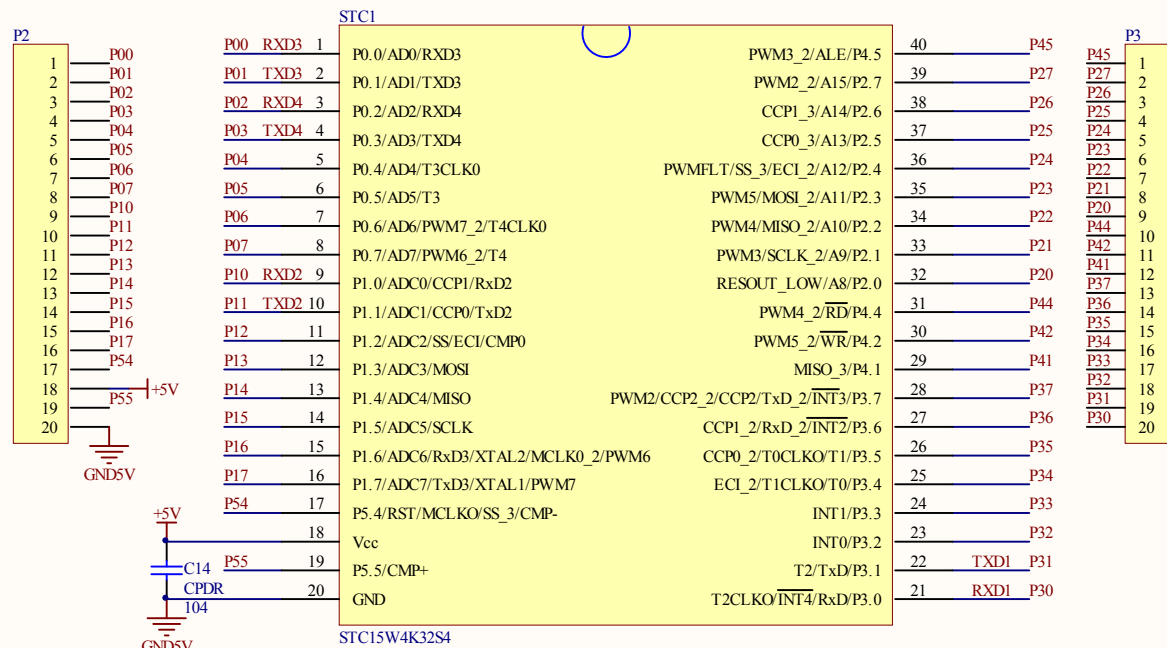 STC1
P2
1 P00
2 P01
3 P02
4 P03
5 P04
6 P05
7 P06
8 P07
9 P10
10 P11
11 P12
12 P13
13 P14
14 P15
15 P16
16 P17
17 P54
18 +5V
19 P55
20
GND5V
P00 RXD3 1 P0.0/AD0/RXD3
P01 TXD3 2 P0.1/AD1/TXD3
P02 RXD4 3 P0.2/AD2/RXD4
P03 TXD4 4 P0.3/AD3/TXD4
P04 5 P0.4/AD4/T3CLK0
P05 6 P0.5/AD5/T3
P06 7 P0.6/AD6/PWM7_2/T4CLK0
P07 8 P0.7/AD7/PWM6_2/T4
P10 RXD2 9 P1.0/ADC0/CCP1/RxD2
P11 TXD2 10 P1.1/ADC1/CCP0/TxD2
P12 11 P1.2/ADC2/SS/ECI/CMP0
P13 12 P1.3/ADC3/MOSI
P14 13 P1.4/ADC4/MISO
P15 14 P1.5/ADC5/SCLK
P16 15 P1.6/ADC6/RxD3/XTAL2/MCLK0_2/PWM6
P17 16 P1.7/ADC7/TxD3/XTAL1/PWM7
P54 17 P5.4/RST/MCLKO/SS_3/CMP-
+5V
18 Vcc
P55 19 P5.5/CMP+
20 GND
C14
CPDR
104
GND5V
PWM3_2/ALE/P4.5 40 P45
PWM2_2/A15/P2.7 39 P27
CCP1_3/A14/P2.6 38 P26
CCP0_3/A13/P2.5 37 P25
PWMFLT/SS_3/ECI_2/A12/P2.4 36 P24
PWM5/MOSI_2/A11/P2.3 35 P23
PWM4/MISO_2/A10/P2.2 34 P22
PWM3/SCLK_2/A9/P2.1 33 P21
RESOUT_LOW/A8/P2.0 32 P20
PWM4_2/RD/P4.4 31 P44
PWM5_2/WR/P4.2 30 P42
MISO_3/P4.1 29 P41
PWM2/CCP2_2/CCP2/TxD_2/INT3/P3.7 28 P37
CCP1_2/RxD_2/INT2/P3.6 27 P36
CCP0_2/T0CLKO/T1/P3.5 26 P35
ECI_2/T1CLKO/T0/P3.4 25 P34
INT1/P3.3 24 P33
INT0/P3.2 23 P32
T2/TxD/P3.1 22 TXD1 P31
T2CLKO/INT4/RxD/P3.0 21 RXD1 P30
STC15W4K32S4
P3
P45 1
P27 2
P26 3
P25 4
P24 5
P23 6
P22 7
P21 8
P20 9
P44 10
P42 11
P41 12
P37 13
P36 14
P35 15
P34 16
P33 17
P32 18
P31 19
P30 20